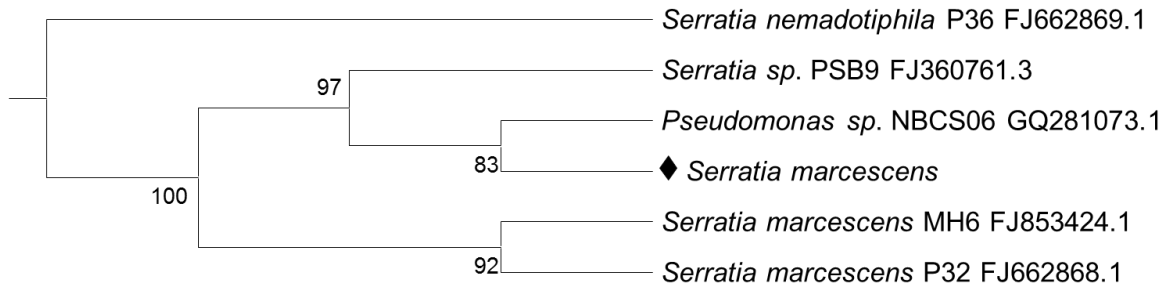 Serratia nemadotiphila P36 FJ662869.1
Serratia sp. PSB9 FJ360761.3
97
Pseudomonas sp. NBCS06 GQ281073.1
83
♦ Serratia marcescens
100
Serratia marcescens MH6 FJ853424.1
92
Serratia marcescens P32 FJ662868.1